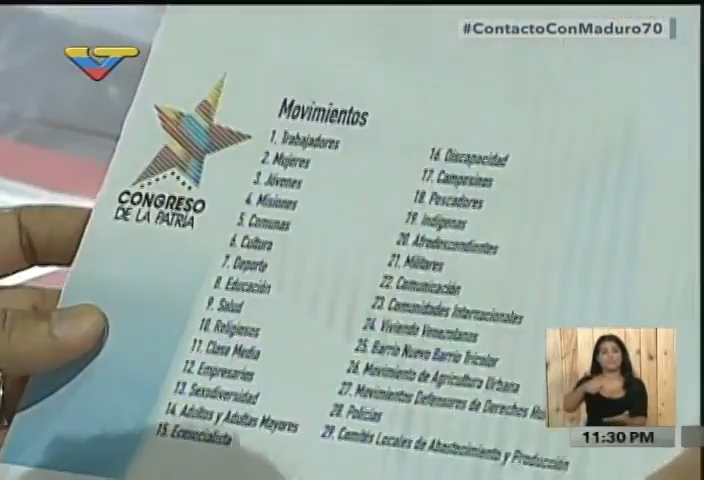 #ContactoConMaduro70
CONGRESO
DE LA PATRIA
Movimientos
1. Trabajadores
2. Mujeres
3. Jóvenes
4. Misiones
5. Comunas
6. Cultura
7. Deporte
8. Educación
9. Salud
10. Religiosos
11. Clase Media
12. Empresarios
13. Sexodiversidad
14. Adultos y Adultas Mayores
15. Ecosocialista
16. Discapacidad
17. Campesinos
18. Pescadores
19. Indígenas
20. Afrodescendientes
21. Militares
22. Comunicación
23. Comunidades Internacionales
24. Vivienda Venezolanos
25. Barrio Nuevo Barrio Tricolor
26. Movimiento de Agricultura Urbana
27. Movimientos Defensores de Derechos
28. Policías
29. Comités Locales de Abastecimiento y Producción
11:30 PM